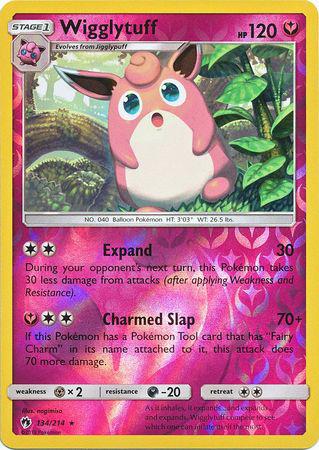 STAGE 1
Wigglytuff
HP 120
Evolves from Jigglypuff
NO. 040 Balloon Pokémon HT: 3'03" WT: 26.5 lbs.
Expand 30
During your opponent's next turn, this Pokémon takes
30 less damage from attacks (after applying Weakness and
Resistance).
Charmed Slap 70+
If this Pokémon has a Pokémon Tool card that has "Fairy
Charm" in its name attached to it, this attack does
70 more damage.
weakness ×2 resistance -20 retreat
illus. nagimiso
134/214 ★
©2019 Pokémon
As it inhales, it expands...and expands...
and expands. Wigglytuff compete to see
which one can inflate itself the most.